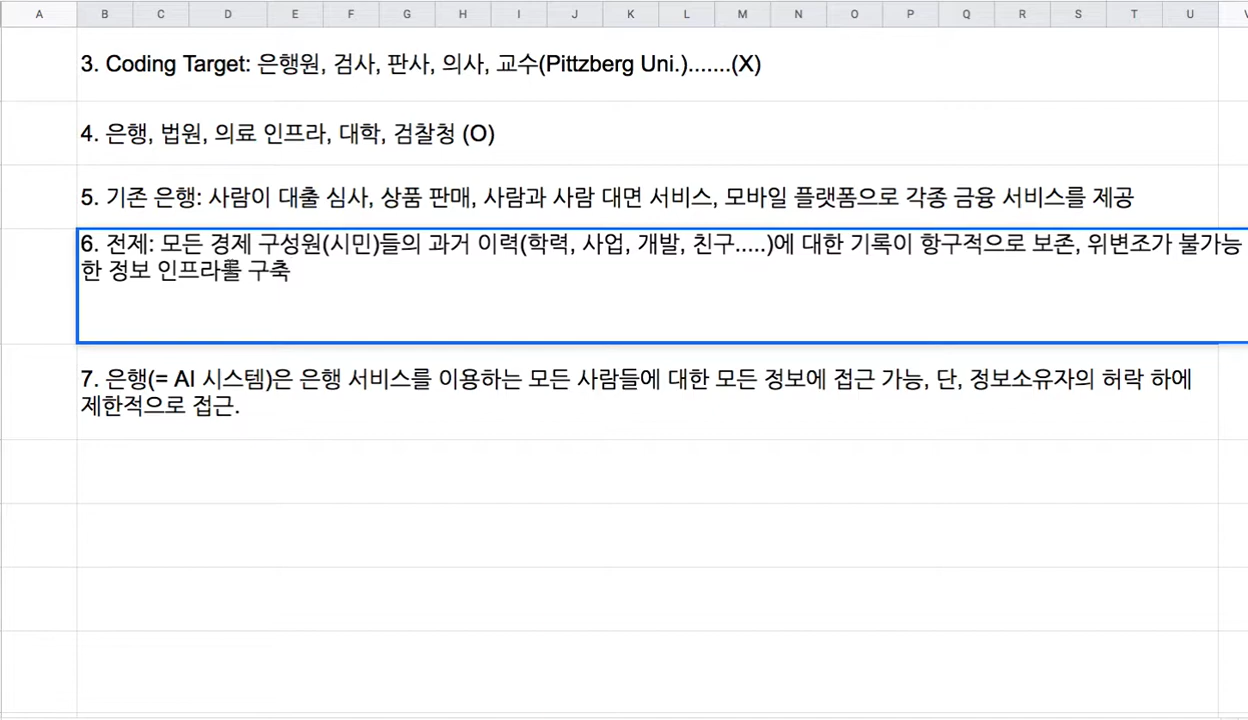 A B C D E F G H I J K L M N O P Q R S T U
3. Coding Target: 은행원, 검사, 판사, 의사, 교수(Pittzberg Uni.).......(X)
4. 은행, 법원, 의료 인프라, 대학, 검찰청 (O)
5. 기존 은행: 사람이 대출 심사, 상품 판매, 사람과 사람 대면 서비스, 모바일 플랫폼으로 각종 금융 서비스를 제공
6. 전제: 모든 경제 구성원(시민)들의 과거 이력(학력, 사업, 개발, 친구.....)에 대한 기록이 항구적으로 보존, 위변조가 불가능
한 정보 인프라를 구축
7. 은행(= AI 시스템)은 은행 서비스를 이용하는 모든 사람들에 대한 모든 정보에 접근 가능, 단, 정보소유자의 허락 하에
제한적으로 접근.